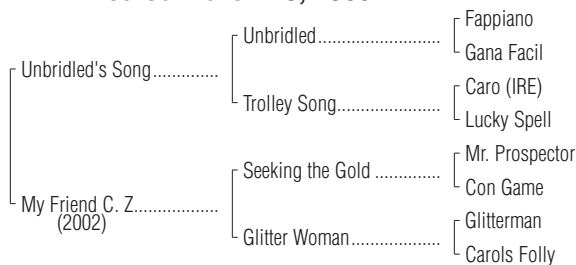 Fappiano
Unbridled............................
Gana Facil
Unbridled's Song..............
Caro (IRE)
Trolley Song........................
Lucky Spell
Mr. Prospector
Seeking the Gold ................
Con Game
My Friend C. Z..................
(2002)
Glitterman
Glitter Woman.....................
Carols Folly